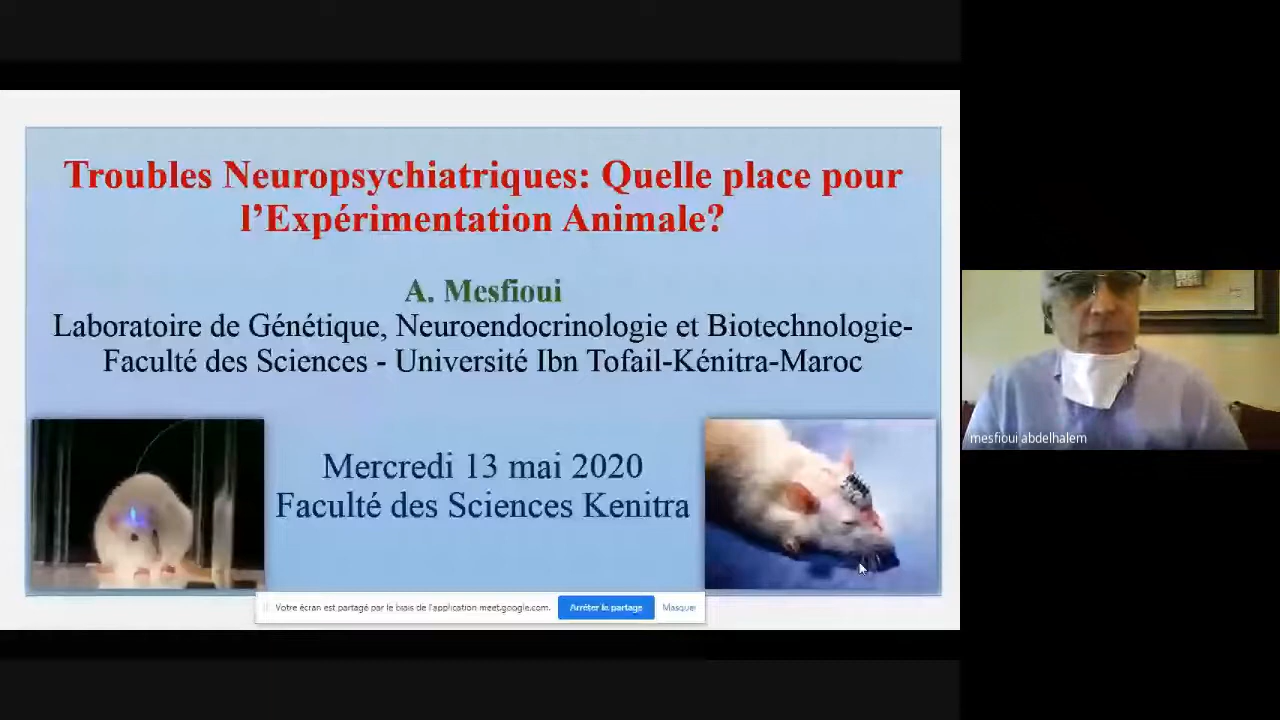 Troubles Neuropsychiatriques: Quelle place pour
l’Expérimentation Animale?
A. Mesfioui
Laboratoire de Génétique, Neuroendocrinologie et Biotechnologie-
Faculté des Sciences - Université Ibn Tofail-Kénitra-Maroc
Mercredi 13 mai 2020
Faculté des Sciences Kenitra
Votre écran est partagé par le biais de l'application meet.google.com.
Arrêter le partage
Masquer
mesfioui abdelhalem